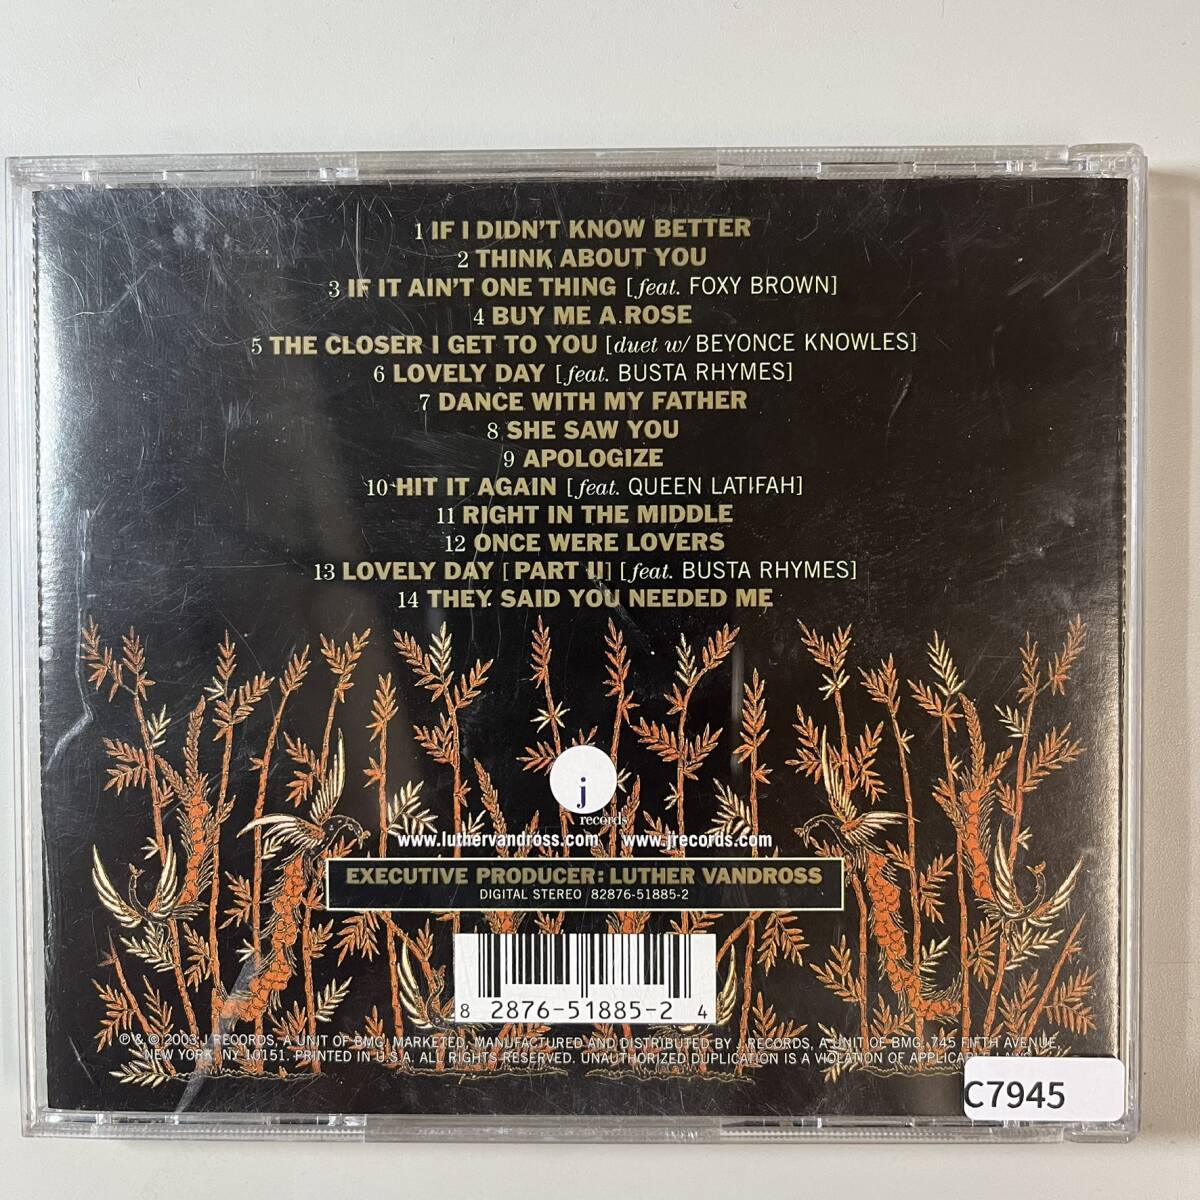 1 IF I DIDN'T KNOW BETTER
2 THINK ABOUT YOU
3 IF IT AIN'T ONE THING [feat. FOXY BROWN]
4 BUY ME A ROSE
5 THE CLOSER I GET TO YOU [duet w/ BEYONCE KNOWLES]
6 LOVELY DAY [feat. BUSTA RHYMES]
7 DANCE WITH MY FATHER
8 SHE SAW YOU
9 APOLOGIZE
10 HIT IT AGAIN [feat. QUEEN LATIFAH]
11 RIGHT IN THE MIDDLE
12 ONCE WERE LOVERS
13 LOVELY DAY [PART II] [feat. BUSTA RHYMES]
14 THEY SAID YOU NEEDED ME
j
records
www.luthervandross.com www.jrecords.com
EXECUTIVE PRODUCER: LUTHER VANDROSS
DIGITAL STEREO 82876-51885-2
8 2876-51885-2 4
℗ & © 2003 J RECORDS, A UNIT OF BMG. MARKETED, MANUFACTURED AND DISTRIBUTED BY J RECORDS, A UNIT OF BMG. 745 FIFTH AVENUE,
NEW YORK, NY 10151. PRINTED IN U.S.A. ALL RIGHTS RESERVED. UNAUTHORIZED DUPLICATION IS A VIOLATION OF APPLICABLE LAWS.
C7945